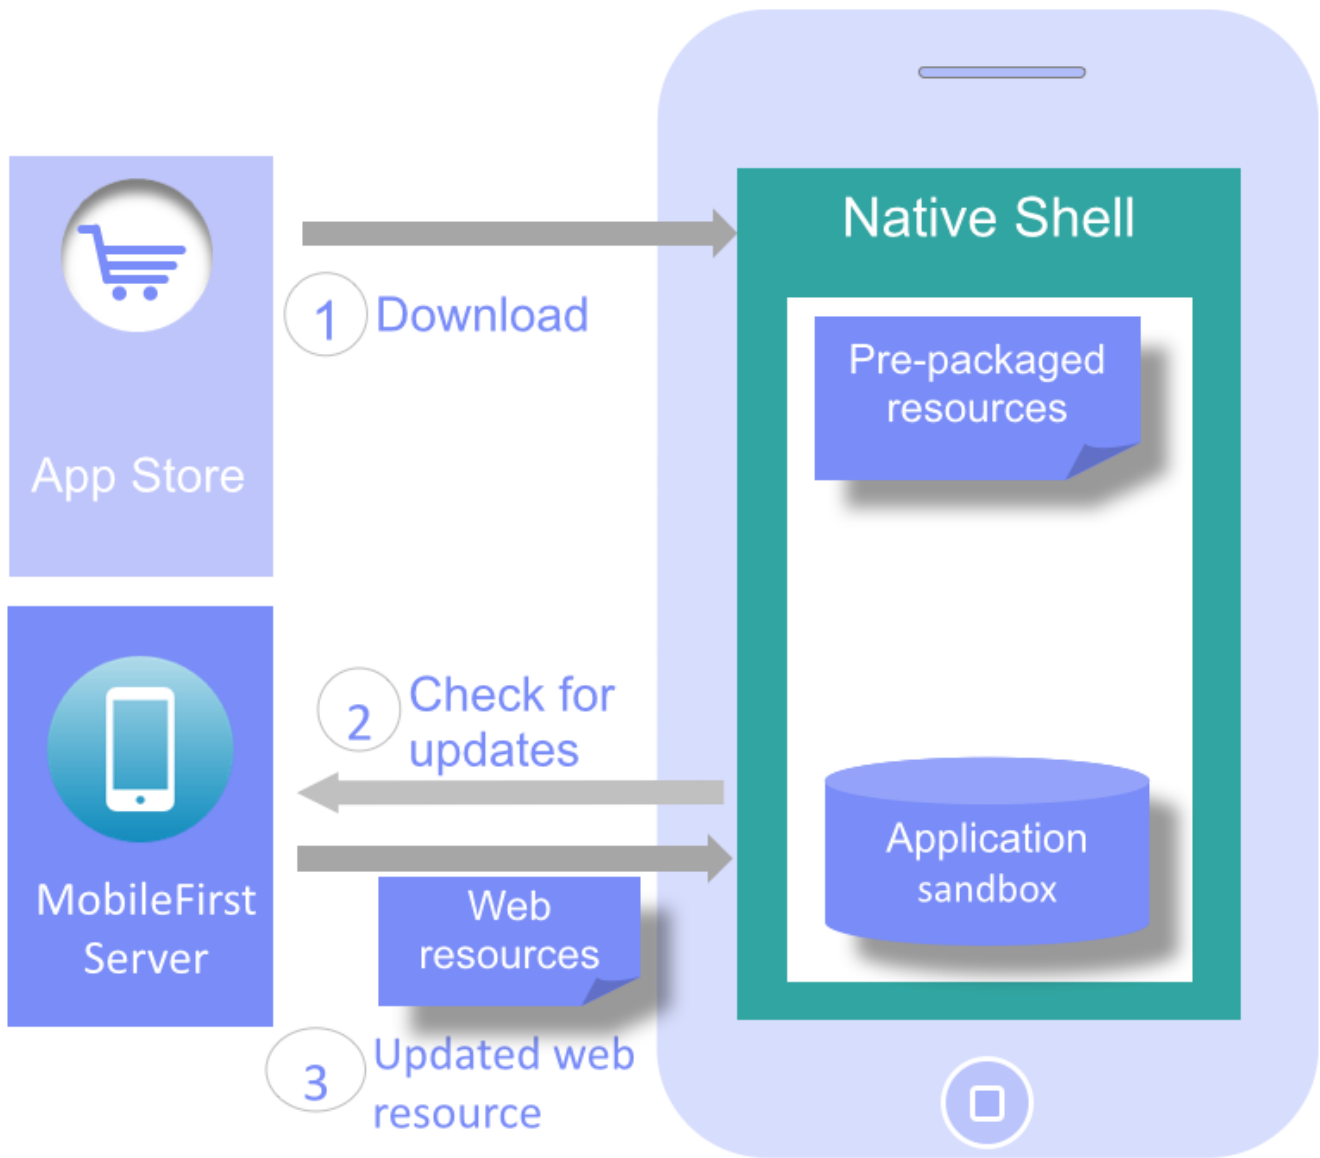 Native Shell
App Store
1 Download
Pre-packaged
resources
2 Check for
updates
MobileFirst
Server
Web
resources
Application
sandbox
3 Updated web
resource